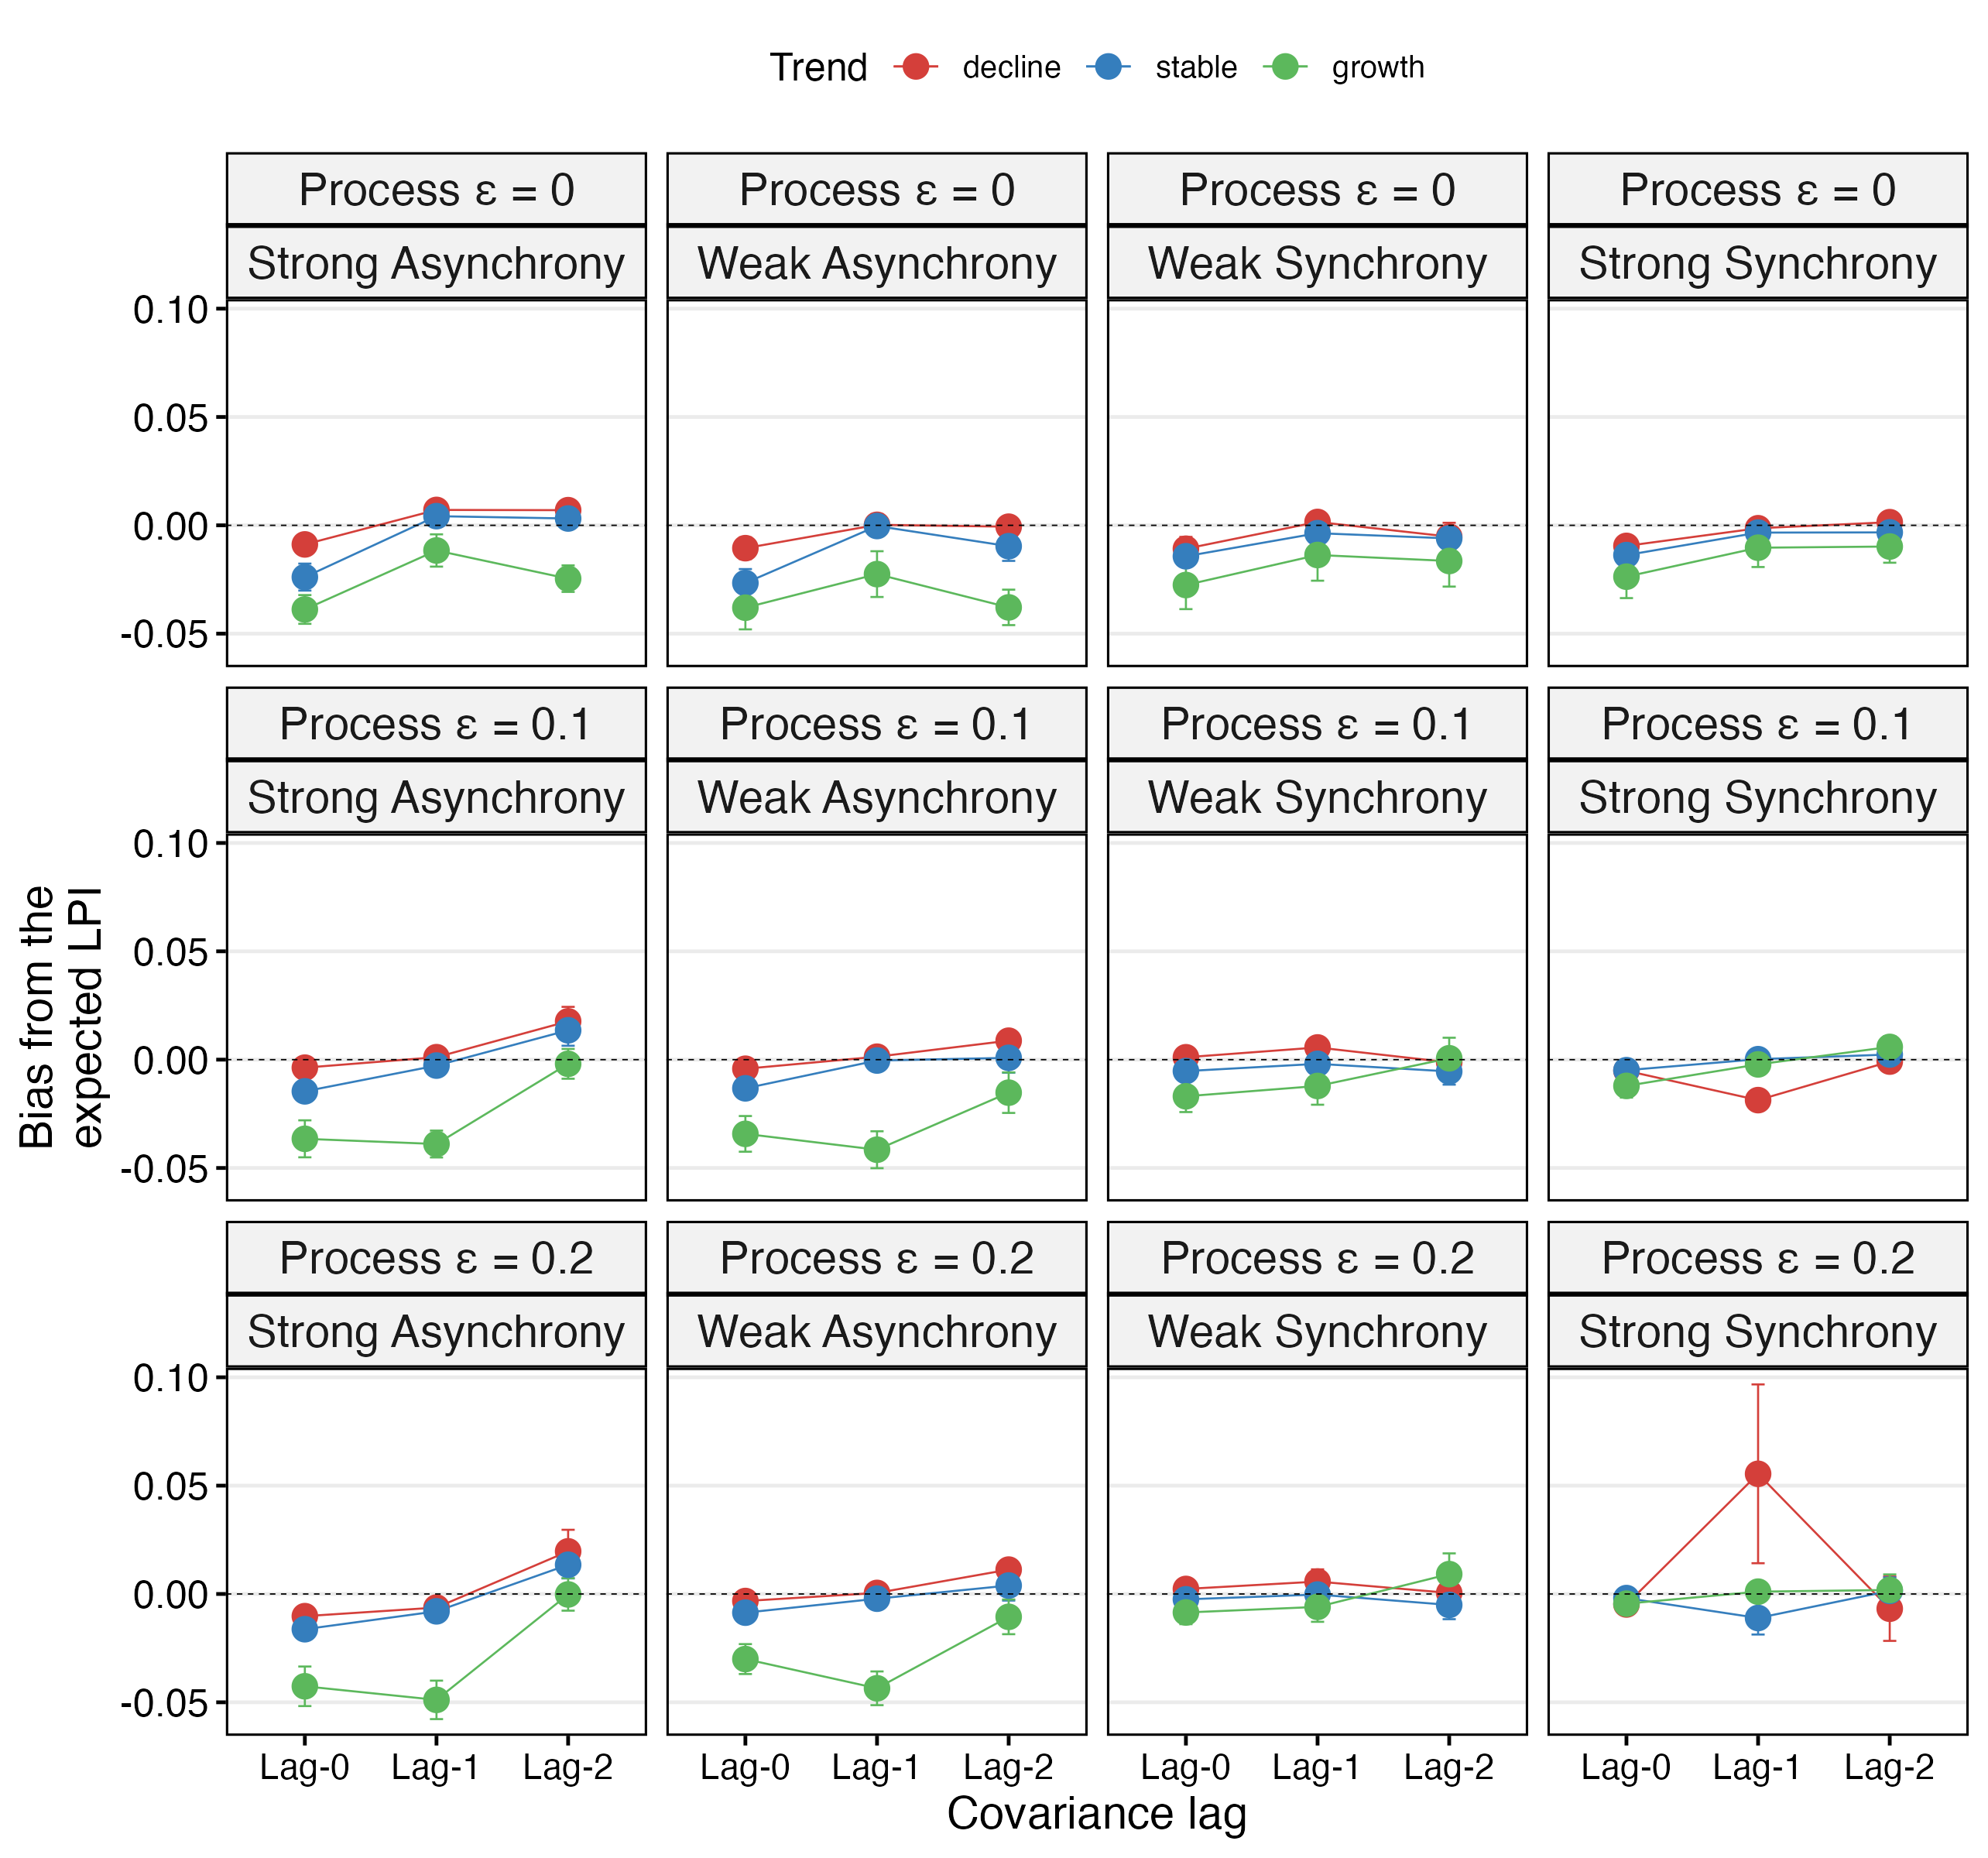 Trend decline stable growth
Process ε = 0 Process ε = 0 Process ε = 0 Process ε = 0
Strong Asynchrony Weak Asynchrony Weak Synchrony Strong Synchrony
0.10
0.05
0.00
-0.05
Process ε = 0.1 Process ε = 0.1 Process ε = 0.1 Process ε = 0.1
Strong Asynchrony Weak Asynchrony Weak Synchrony Strong Synchrony
0.10
0.05
0.00
-0.05
Bias from the
expected LPI
Process ε = 0.2 Process ε = 0.2 Process ε = 0.2 Process ε = 0.2
Strong Asynchrony Weak Asynchrony Weak Synchrony Strong Synchrony
0.10
0.05
0.00
-0.05
Lag-0 Lag-1 Lag-2 Lag-0 Lag-1 Lag-2 Lag-0 Lag-1 Lag-2 Lag-0 Lag-1 Lag-2
Covariance lag